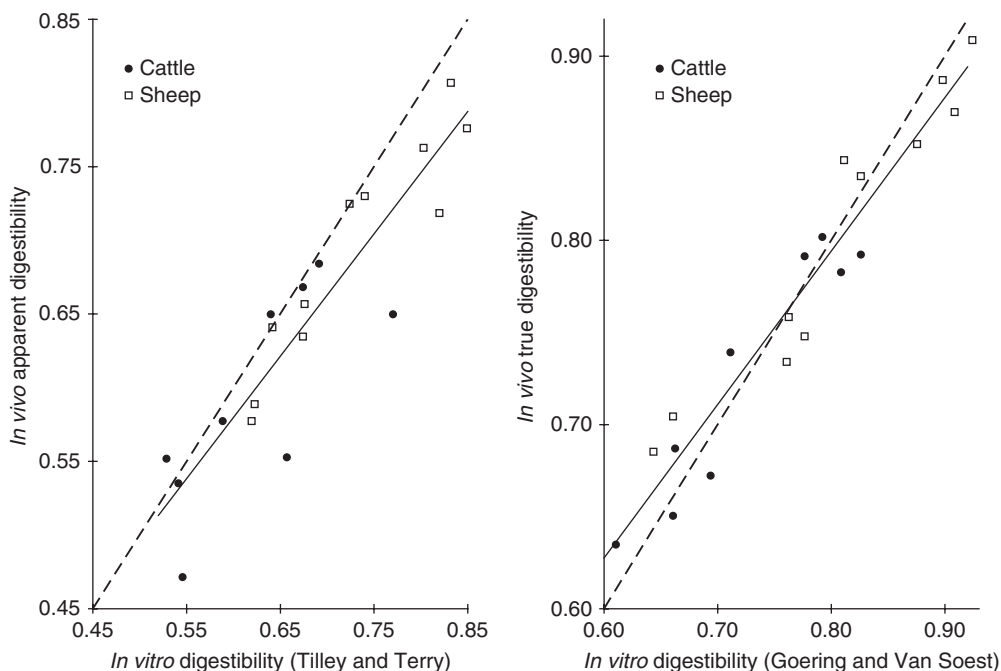 0.85
0.75
0.65
0.55
0.45
In vivo apparent digestibility
Cattle
Sheep
0.45 0.55 0.65 0.75 0.85
In vitro digestibility (Tilley and Terry)
0.90
0.80
0.70
0.60
In vivo true digestibility
Cattle
Sheep
0.60 0.70 0.80 0.90
In vitro digestibility (Goering and Van Soest)